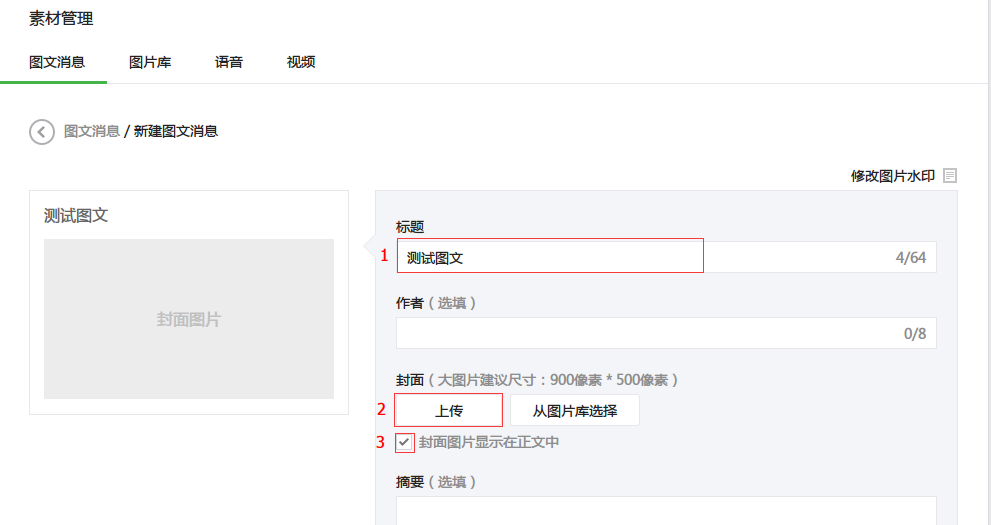 素材管理
图文消息 图片库 语音 视频
图文消息 / 新建图文消息
修改图片水印
测试图文
封面图片
标题
1 测试图文 4/64
作者（选填）
0/8
封面（大图片建议尺寸：900像素 * 500像素）
2 上传 从图片库选择
3 封面图片显示在正文中
摘要（选填）